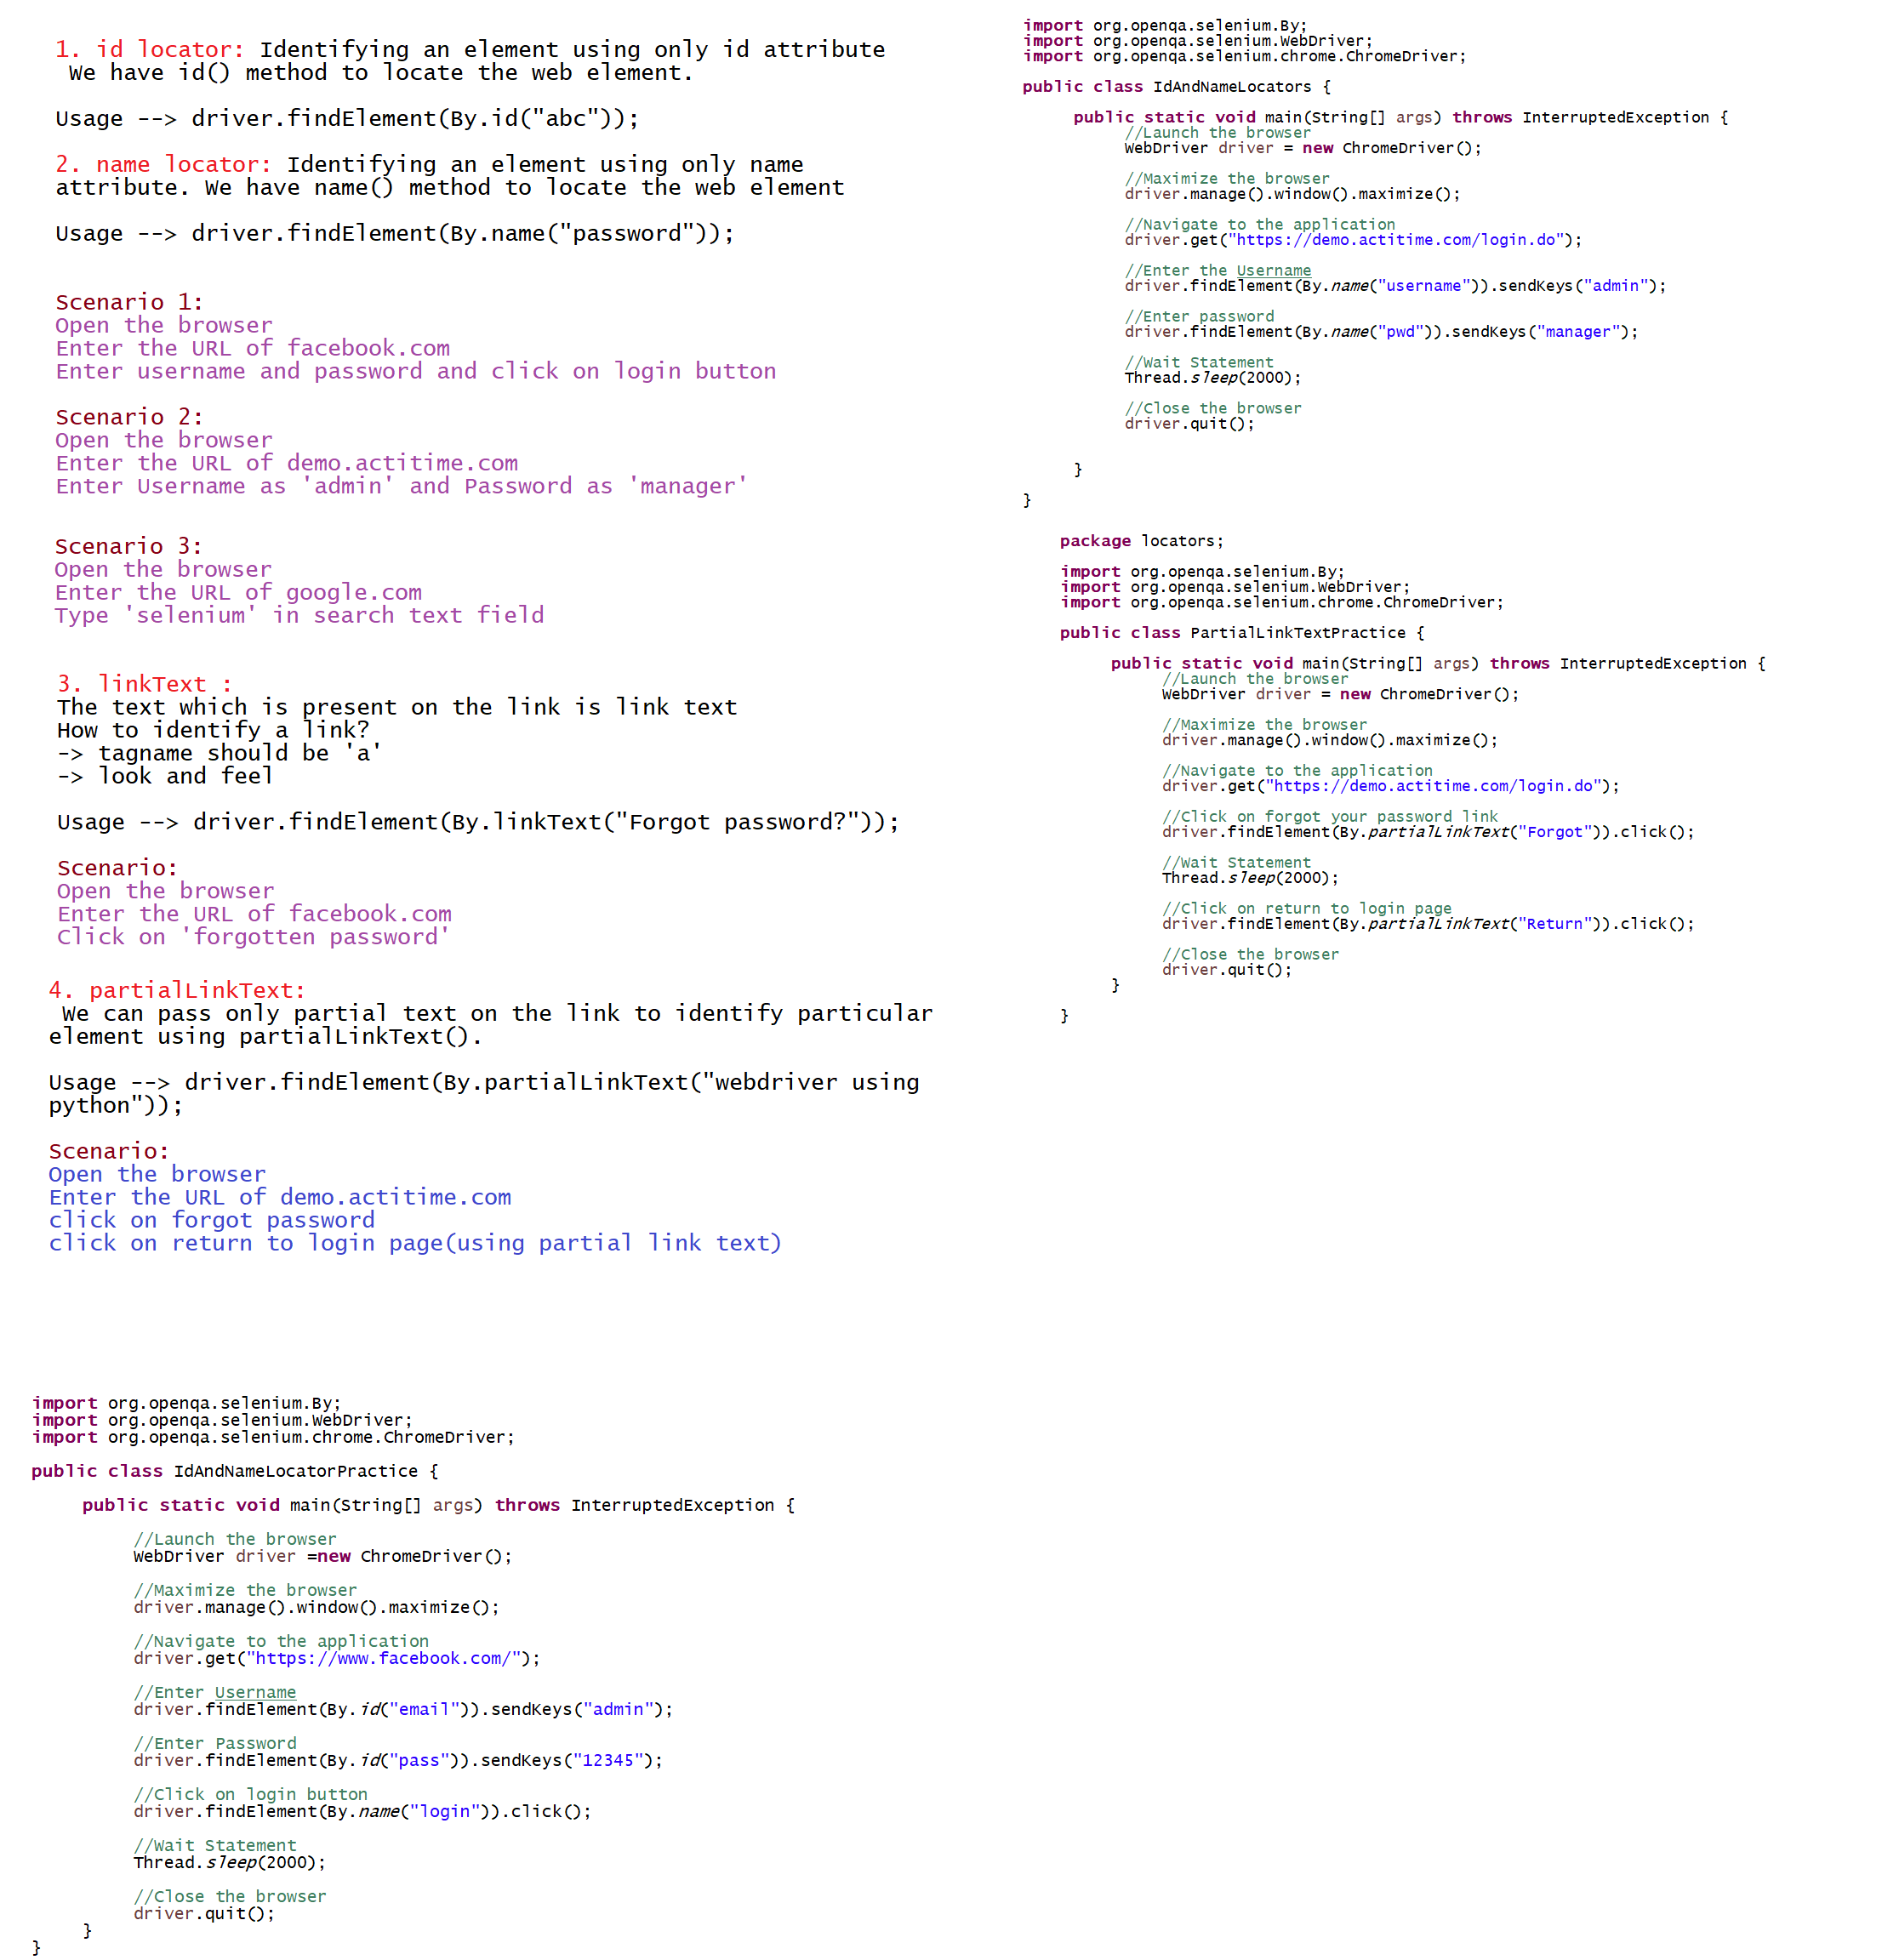 1. id locator: Identifying an element using only id attribute
We have id() method to locate the web element.
Usage --> driver.findElement(By.id("abc"));
2. name locator: Identifying an element using only name
attribute. We have name() method to locate the web element
Usage --> driver.findElement(By.name("password"));
Scenario 1:
Open the browser
Enter the URL of facebook.com
Enter username and password and click on login button
Scenario 2:
Open the browser
Enter the URL of demo.actitime.com
Enter Username as 'admin' and Password as 'manager'
Scenario 3:
Open the browser
Enter the URL of google.com
Type 'selenium' in search text field
3. linkText :
The text which is present on the link is link text
How to identify a link?
-> tagname should be 'a'
-> look and feel
Usage --> driver.findElement(By.linkText("Forgot password?"));
Scenario:
Open the browser
Enter the URL of facebook.com
Click on 'forgotten password'
4. partialLinkText:
We can pass only partial text on the link to identify particular
element using partialLinkText().
Usage --> driver.findElement(By.partialLinkText("webdriver using
python"));
Scenario:
Open the browser
Enter the URL of demo.actitime.com
click on forgot password
click on return to login page(using partial link text)
import org.openqa.selenium.By;
import org.openqa.selenium.WebDriver;
import org.openqa.selenium.chrome.ChromeDriver;
public class IdAndNameLocatorPractice {
public static void main(String[] args) throws InterruptedException {
//Launch the browser
WebDriver driver =new ChromeDriver();
//Maximize the browser
driver.manage().window().maximize();
//Navigate to the application
driver.get("https://www.facebook.com/");
//Enter Username
driver.findElement(By.id("email")).sendKeys("admin");
//Enter Password
driver.findElement(By.id("pass")).sendKeys("12345");
//Click on login button
driver.findElement(By.name("login")).click();
//Wait Statement
Thread.sleep(2000);
//Close the browser
driver.quit();
}
}
import org.openqa.selenium.By;
import org.openqa.selenium.WebDriver;
import org.openqa.selenium.chrome.ChromeDriver;
public class IdAndNameLocators {
public static void main(String[] args) throws InterruptedException {
//Launch the browser
WebDriver driver = new ChromeDriver();
//Maximize the browser
driver.manage().window().maximize();
//Navigate to the application
driver.get("https://demo.actitime.com/login.do");
//Enter the Username
driver.findElement(By.name("username")).sendKeys("admin");
//Enter password
driver.findElement(By.name("pwd")).sendKeys("manager");
//Wait Statement
Thread.sleep(2000);
//Close the browser
driver.quit();
}
}
package locators;
import org.openqa.selenium.By;
import org.openqa.selenium.WebDriver;
import org.openqa.selenium.chrome.ChromeDriver;
public class PartialLinkTextPractice {
public static void main(String[] args) throws InterruptedException {
//Launch the browser
WebDriver driver = new ChromeDriver();
//Maximize the browser
driver.manage().window().maximize();
//Navigate to the application
driver.get("https://demo.actitime.com/login.do");
//Click on forgot your password link
driver.findElement(By.partialLinkText("Forgot")).click();
//Wait Statement
Thread.sleep(2000);
//Click on return to login page
driver.findElement(By.partialLinkText("Return")).click();
//Close the browser
driver.quit();
}
}